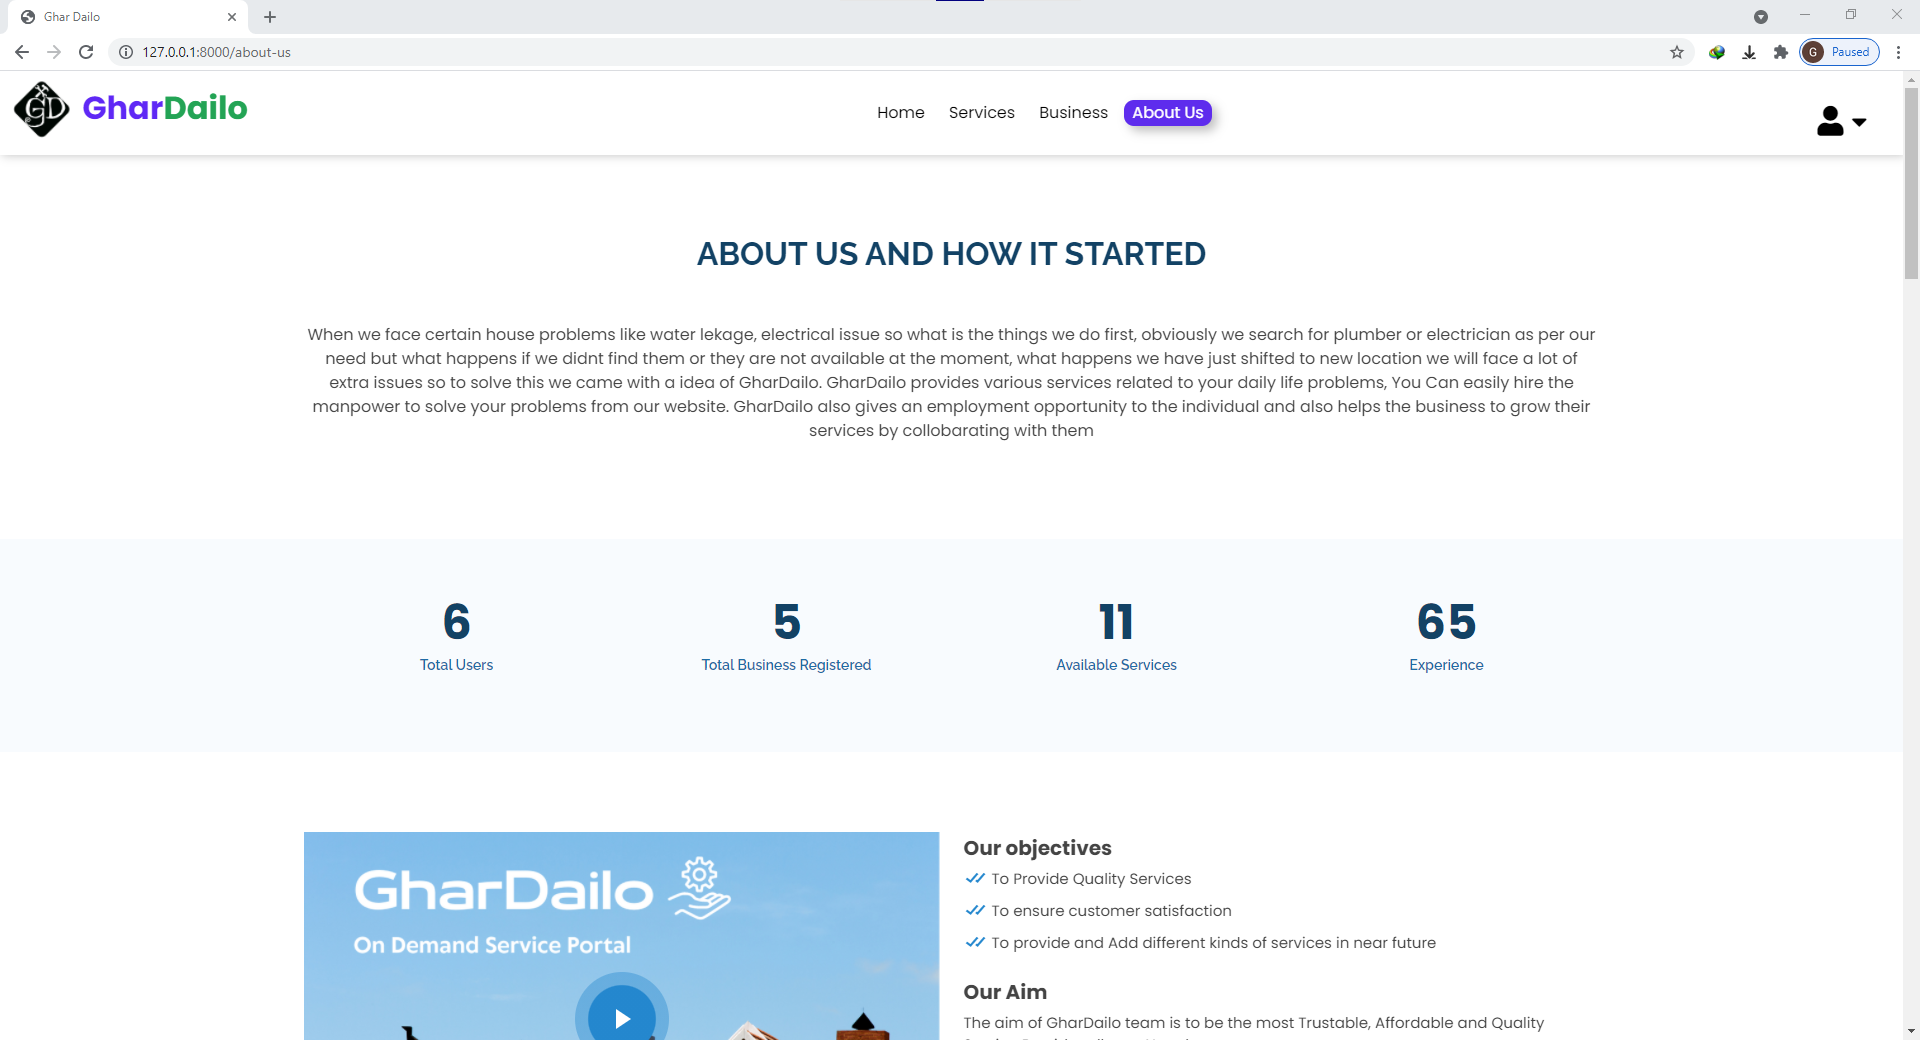 Ghar Dailo
127.0.0.1:8000/about-us
G Paused
GD GharDailo
Home Services Business About Us
ABOUT US AND HOW IT STARTED
When we face certain house problems like water lekage, electrical issue so what is the things we do first, obviously we search for plumber or electrician as per our
need but what happens if we didnt find them or they are not available at the moment, what happens we have just shifted to new location we will face a lot of
extra issues so to solve this we came with a idea of GharDailo. GharDailo provides various services related to your daily life problems, You Can easily hire the
manpower to solve your problems from our website. GharDailo also gives an employment opportunity to the individual and also helps the business to grow their
services by collobarating with them
6 5 11 65
Total Users Total Business Registered Available Services Experience
GharDailo
On Demand Service Portal
Our objectives
To Provide Quality Services
To ensure customer satisfaction
To provide and Add different kinds of services in near future
Our Aim
The aim of GharDailo team is to be the most Trustable, Affordable and Quality